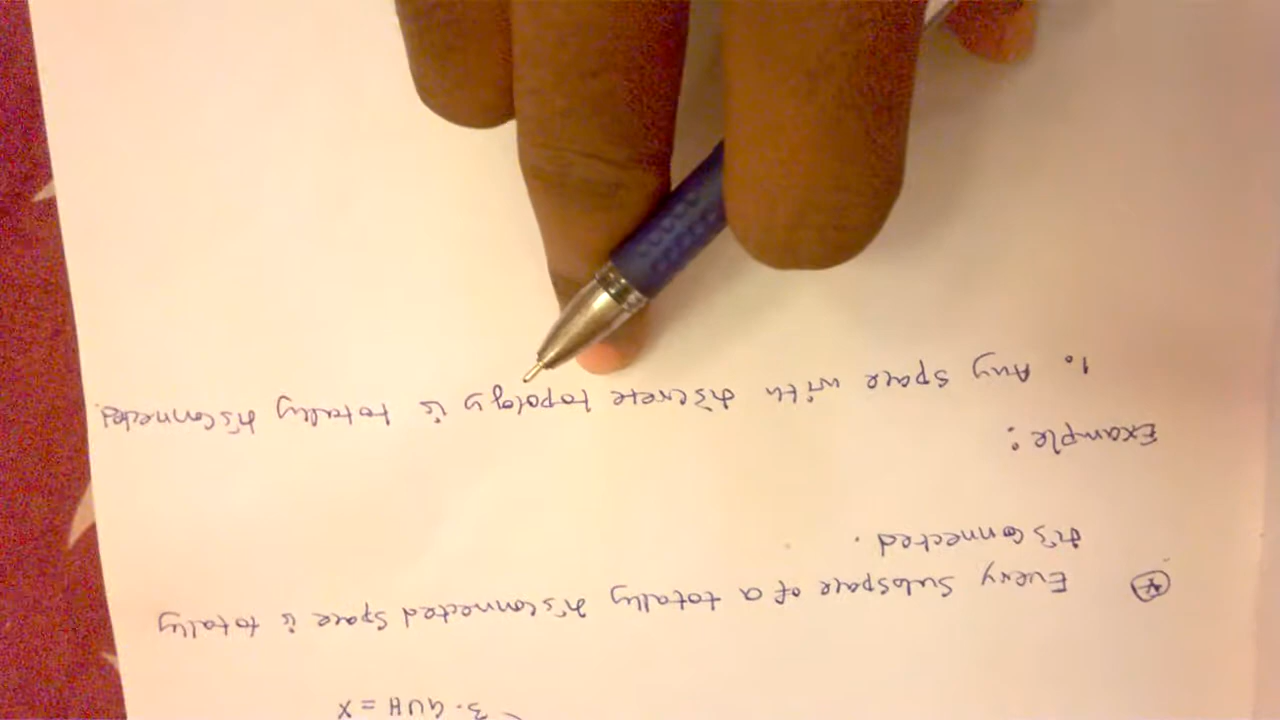 3. GUH = X
⊛ Every Subspace of a totally disconnected space is totally
disconnected.
Example:
1. Any space with discrete topology is totally disconnected.